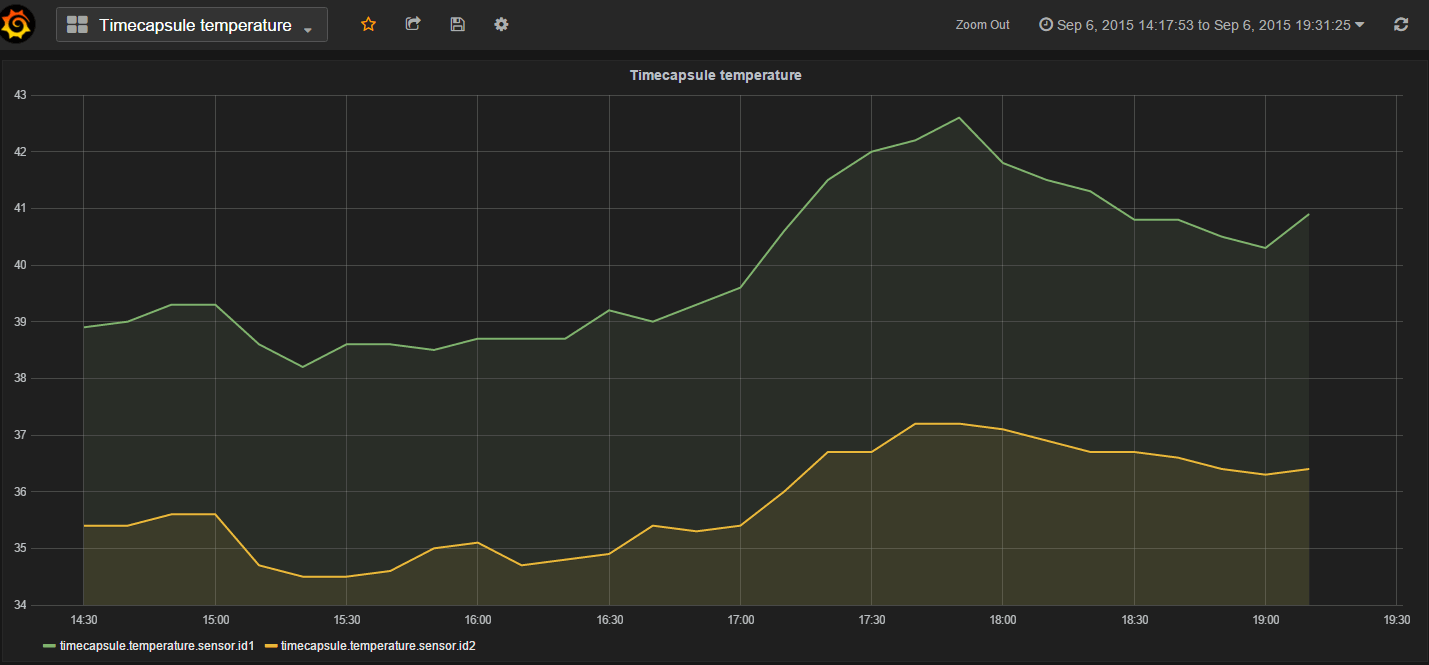 Timecapsule temperature
Zoom Out
Sep 6, 2015 14:17:53 to Sep 6, 2015 19:31:25
Timecapsule temperature
43
42
41
40
39
38
37
36
35
34
14:30 15:00 15:30 16:00 16:30 17:00 17:30 18:00 18:30 19:00 19:30
timecapsule.temperature.sensor.id1 timecapsule.temperature.sensor.id2